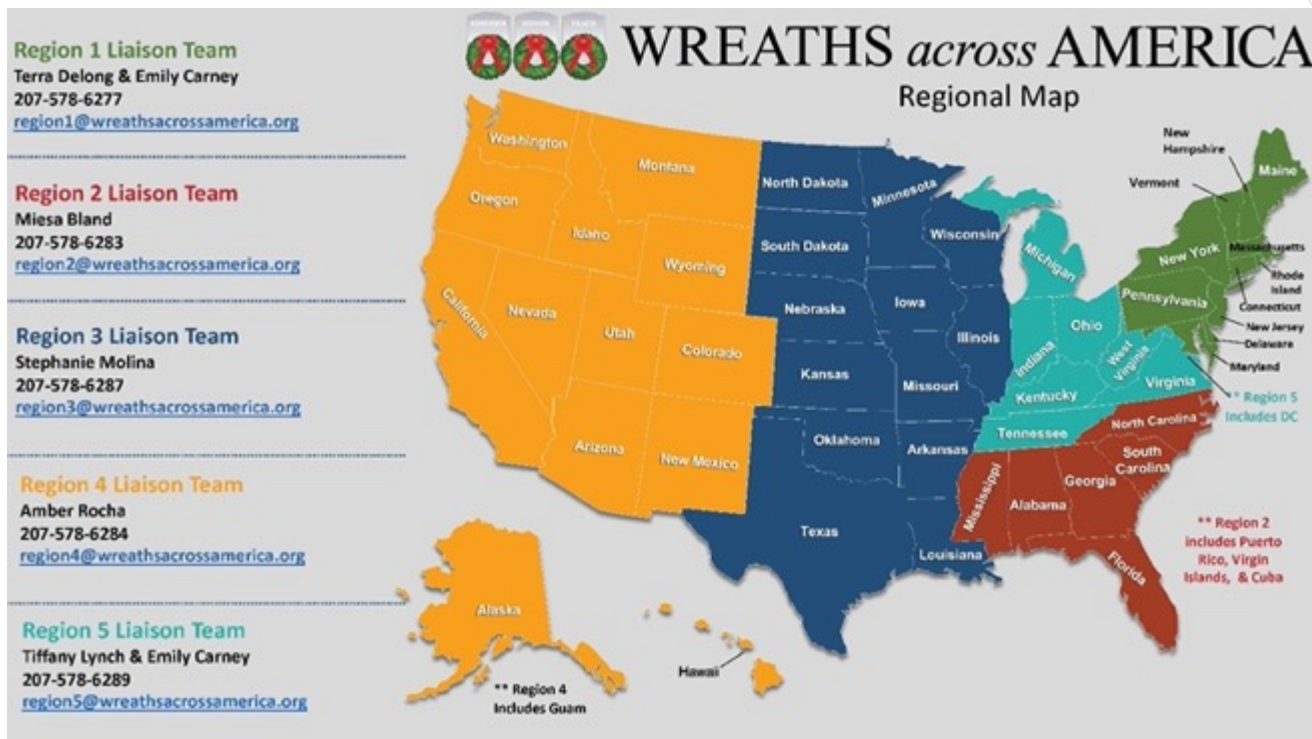 WREATHS across AMERICA
Regional Map
Region 1 Liaison Team
Terra Delong & Emily Carney
207-578-6277
region1@wreathsacrossamerica.org
Region 2 Liaison Team
Miesa Bland
207-578-6283
region2@wreathsacrossamerica.org
Region 3 Liaison Team
Stephanie Molina
207-578-6287
region3@wreathsacrossamerica.org
Region 4 Liaison Team
Amber Rocha
207-578-6284
region4@wreathsacrossamerica.org
Region 5 Liaison Team
Tiffany Lynch & Emily Carney
207-578-6289
region5@wreathsacrossamerica.org
Washington
Montana
Oregon
Idaho
Wyoming
California
Nevada
Utah
Colorado
Arizona
New Mexico
Alaska
Hawaii
** Region 4
Includes Guam
North Dakota
Minnesota
South Dakota
Wisconsin
Nebraska
Iowa
Illinois
Kansas
Missouri
Oklahoma
Arkansas
Texas
Louisiana
Michigan
Indiana
Ohio
West
Virginia
Kentucky
Virginia
Tennessee
** Region 5
Includes DC
New
Hampshire
Vermont
Maine
New York
Massachusetts
Rhode
Island
Connecticut
Pennsylvania
New Jersey
Delaware
Maryland
North Carolina
South
Carolina
Mississippi
Alabama
Georgia
Florida
** Region 2
includes Puerto
Rico, Virgin
Islands, & Cuba